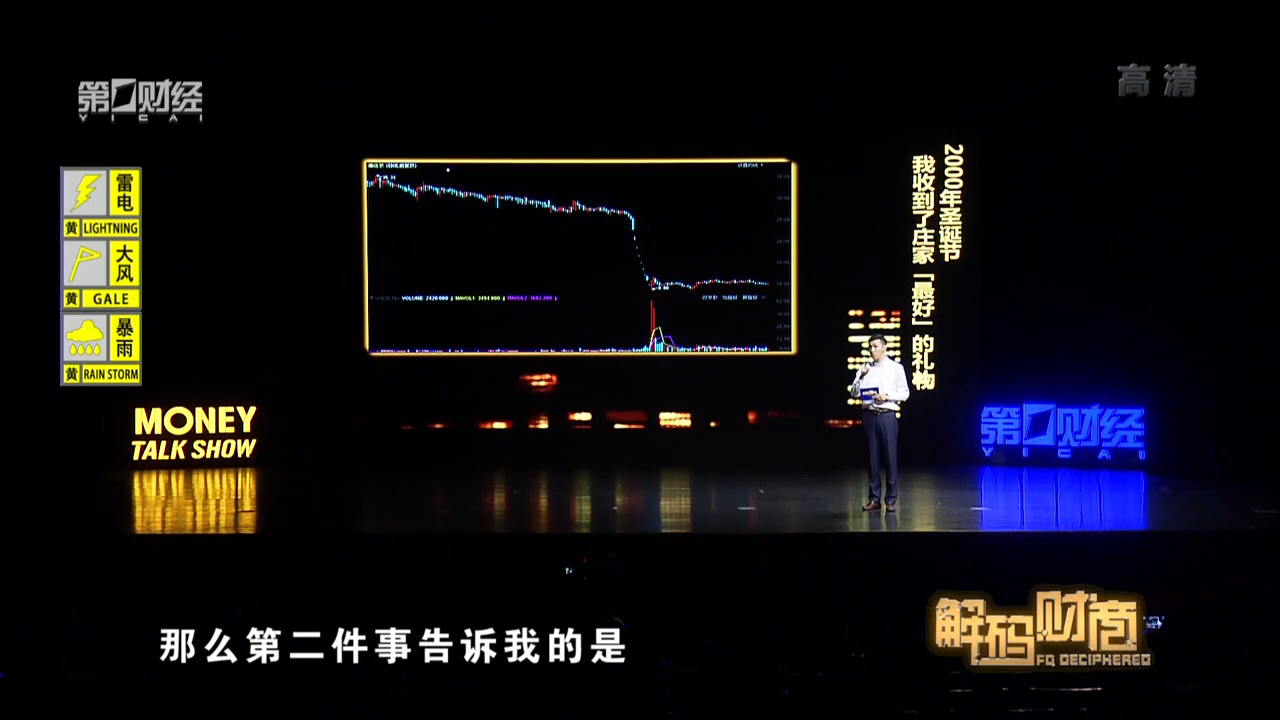 第一财经
YICAI
高清
雷电
黄 LIGHTNING
大风
黄 GALE
暴雨
黄 RAIN STORM
VOLUME
MAVOL1
MAVOL2
2000年圣诞节
我收到了庄家「最好」的礼物
MONEY
TALK SHOW
第一财经
YICAI
那么第二件事告诉我的是
解码财商
FQ DECIPHERED